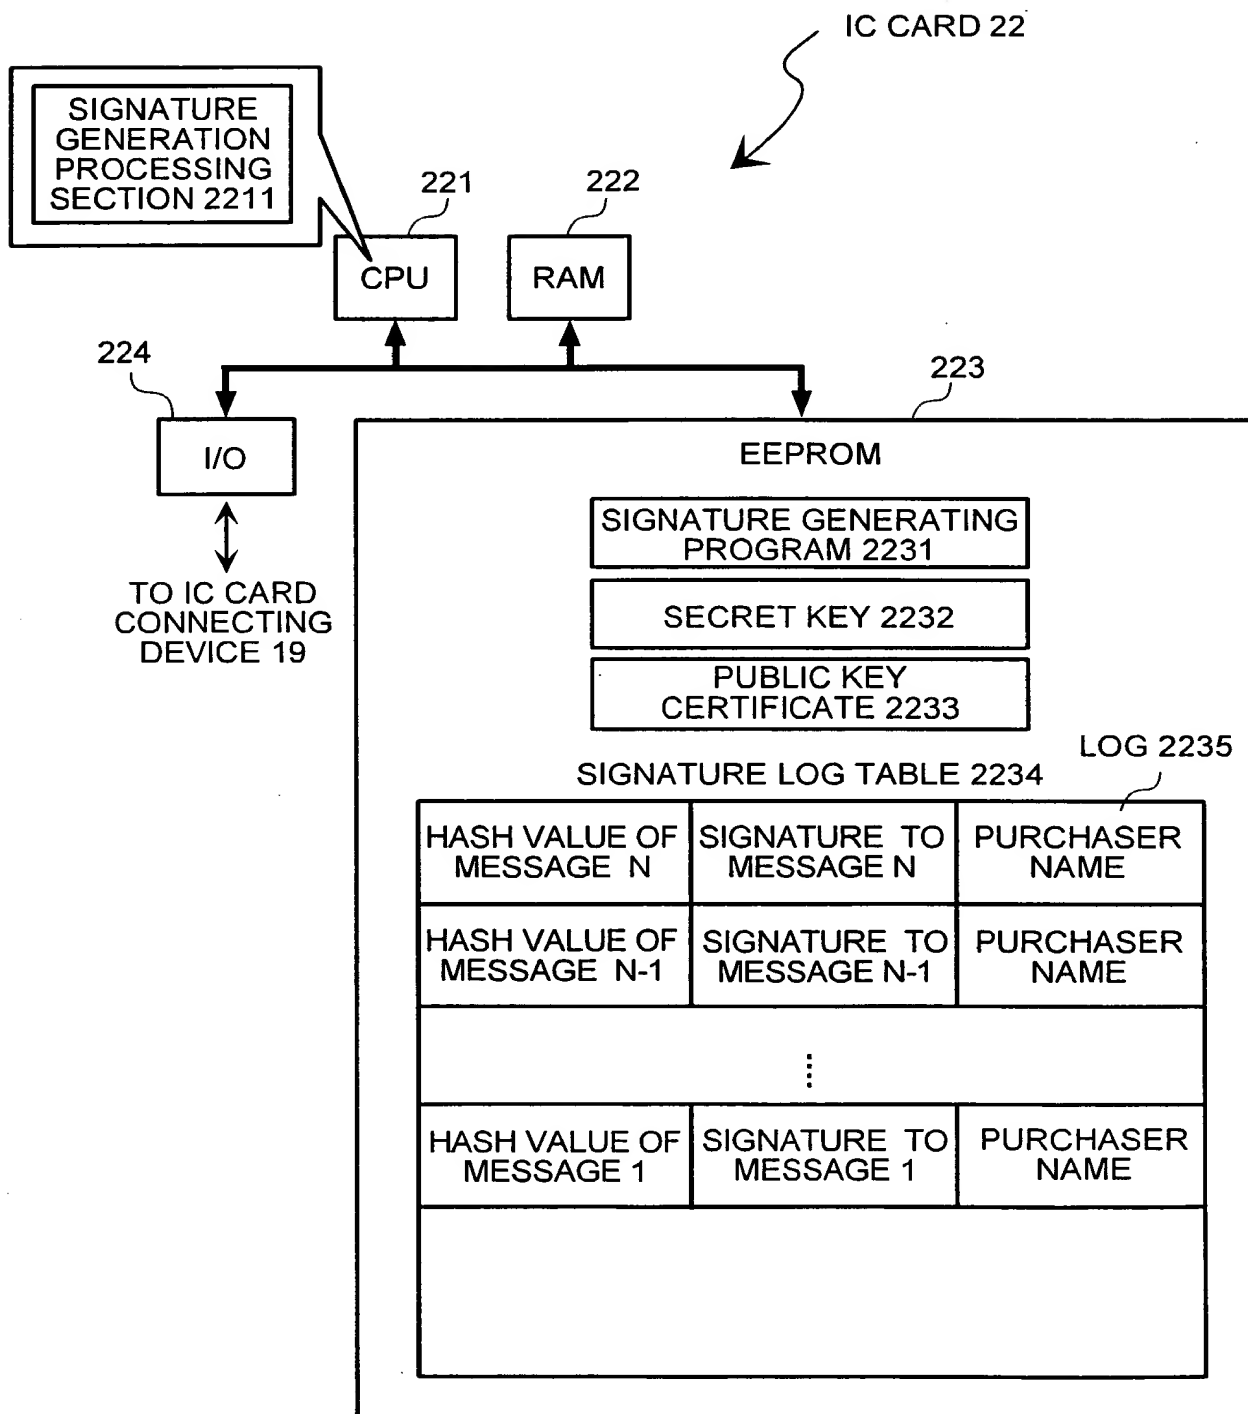 IC CARD 22
SIGNATURE
GENERATION
PROCESSING
SECTION 2211
221
222
CPU
RAM
224
223
I/O
EEPROM
SIGNATURE GENERATING
PROGRAM 2231
TO IC CARD
CONNECTING
DEVICE 19
SECRET KEY 2232
PUBLIC KEY
CERTIFICATE 2233
LOG 2235
SIGNATURE LOG TABLE 2234
HASH VALUE OF
MESSAGE N
SIGNATURE TO
MESSAGE N
PURCHASER
NAME
HASH VALUE OF
MESSAGE N-1
SIGNATURE TO
MESSAGE N-1
PURCHASER
NAME
HASH VALUE OF
MESSAGE 1
SIGNATURE TO
MESSAGE 1
PURCHASER
NAME